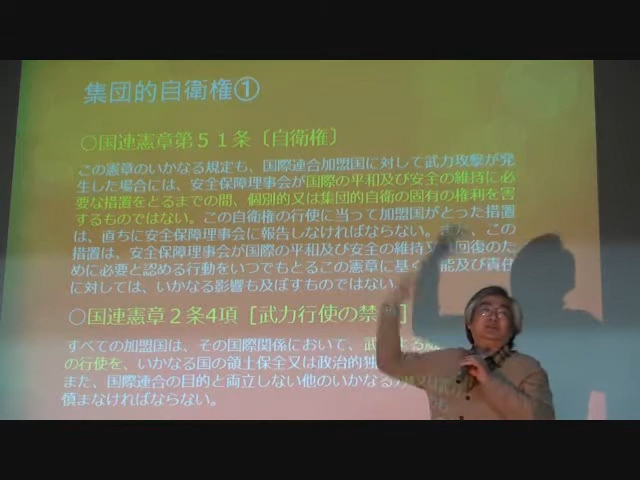 集団的自衛権①
○国連憲章第５１条〔自衛権〕
この憲章のいかなる規定も、国際連合加盟国に対して武力攻撃が発
生した場合には、安全保障理事会が国際の平和及び安全の維持に必
要な措置をとるまでの間、個別的又は集団的自衛の固有の権利を害
するものではない。この自衛権の行使に当って加盟国がとった措置
は、直ちに安全保障理事会に報告しなければならない。また、この
措置は、安全保障理事会が国際の平和及び安全の維持又は回復のた
めに必要と認める行動をいつでもとるこの憲章に基く権能及び責任
に対しては、いかなる影響も及ぼすものではない。
○国連憲章２条4項［武力行使の禁止］
すべての加盟国は、その国際関係において、武
の行使を、いかなる国の領土保全又は政治的独
また、国際連合の目的と両立しない他のいかなる
慎まなければならない。